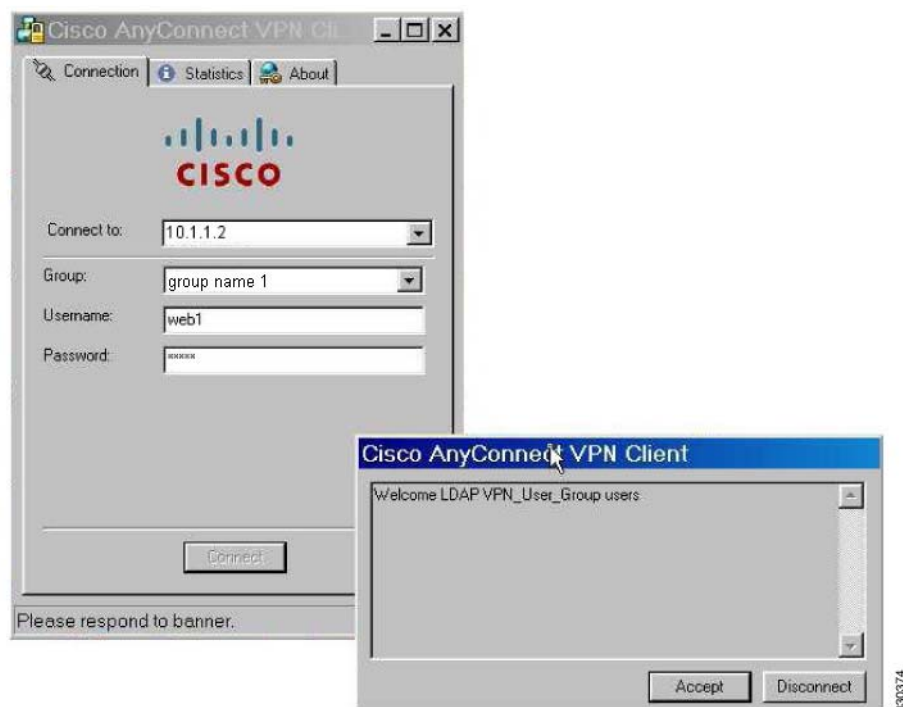 Cisco AnyConnect VPN Cli
Connection
Statistics
About
CISCO
Connect to:
10.1.1.2
Group:
group name 1
Username:
web1
Password:
*****
Connect
Please respond to banner.
Cisco AnyConnect VPN Client
Welcome LDAP VPN_User_Group users
Accept
Disconnect